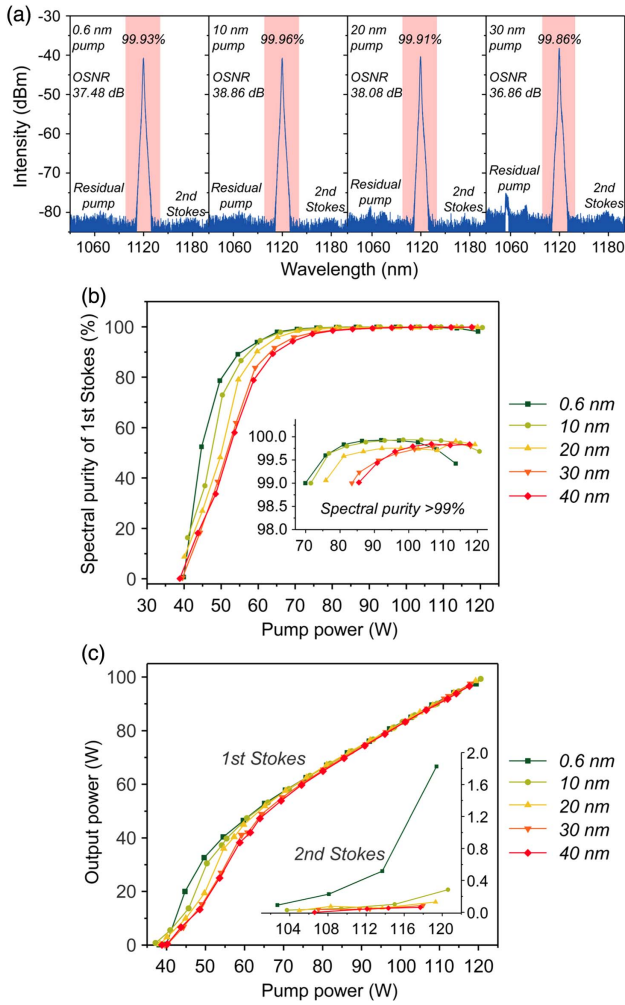 (a)
-30
-40
-50
-60
-70
-80
Intensity (dBm)
0.6 nm pump
99.93%
OSNR
37.48 dB
Residual pump
2nd Stokes
10 nm pump
99.96%
OSNR
38.86 dB
Residual pump
2nd Stokes
20 nm pump
99.91%
OSNR
38.08 dB
Residual pump
2nd Stokes
30 nm pump
99.86%
OSNR
36.86 dB
Residual pump
2nd Stokes
1060 1120 1180 1060 1120 1180 1060 1120 1180 1060 1120 1180
Wavelength (nm)
(b)
Spectral purity of 1st Stokes (%)
100
80
60
40
20
0
30 40 50 60 70 80 90 100 110 120
Pump power (W)
100.0
99.5
99.0
98.5
98.0
Spectral purity >99%
70 80 90 100 110 120
0.6 nm
10 nm
20 nm
30 nm
40 nm
(c)
Output power (W)
100
80
60
40
20
0
40 50 60 70 80 90 100 110 120
Pump power (W)
1st Stokes
2nd Stokes
2.0
1.6
1.2
0.8
0.4
0.0
104 108 112 116 120
0.6 nm
10 nm
20 nm
30 nm
40 nm